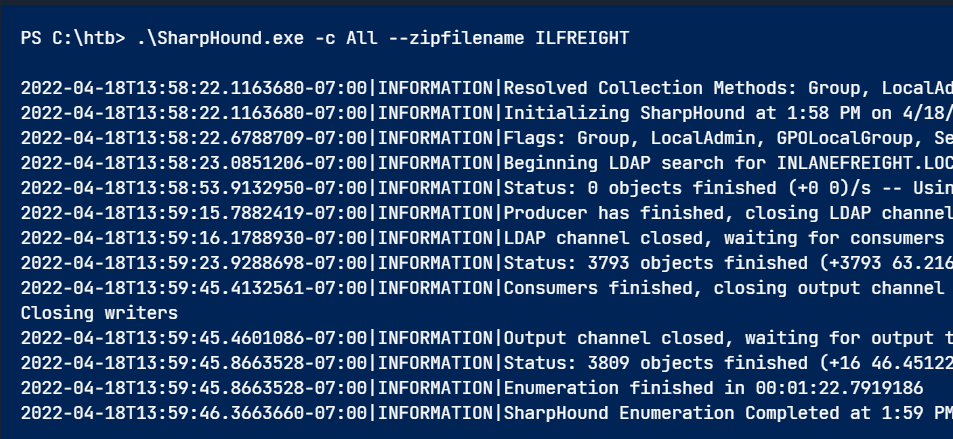 PS C:\htb> .\SharpHound.exe -c All --zipfilename ILFREIGHT
2022-04-18T13:58:22.1163680-07:00|INFORMATION|Resolved Collection Methods: Group, LocalAd
2022-04-18T13:58:22.1163680-07:00|INFORMATION|Initializing SharpHound at 1:58 PM on 4/18/
2022-04-18T13:58:22.6788709-07:00|INFORMATION|Flags: Group, LocalAdmin, GPOLocalGroup, Se
2022-04-18T13:58:23.0851206-07:00|INFORMATION|Beginning LDAP search for INLANEFREIGHT.LOC
2022-04-18T13:58:53.9132950-07:00|INFORMATION|Status: 0 objects finished (+0 0)/s -- Usin
2022-04-18T13:59:15.7882419-07:00|INFORMATION|Producer has finished, closing LDAP channel
2022-04-18T13:59:16.1788930-07:00|INFORMATION|LDAP channel closed, waiting for consumers
2022-04-18T13:59:23.9288698-07:00|INFORMATION|Status: 3793 objects finished (+3793 63.216
2022-04-18T13:59:45.4132561-07:00|INFORMATION|Consumers finished, closing output channel
Closing writers
2022-04-18T13:59:45.4601086-07:00|INFORMATION|Output channel closed, waiting for output t
2022-04-18T13:59:45.8663528-07:00|INFORMATION|Status: 3809 objects finished (+16 46.45122
2022-04-18T13:59:45.8663528-07:00|INFORMATION|Enumeration finished in 00:01:22.7919186
2022-04-18T13:59:46.3663660-07:00|INFORMATION|SharpHound Enumeration Completed at 1:59 PM